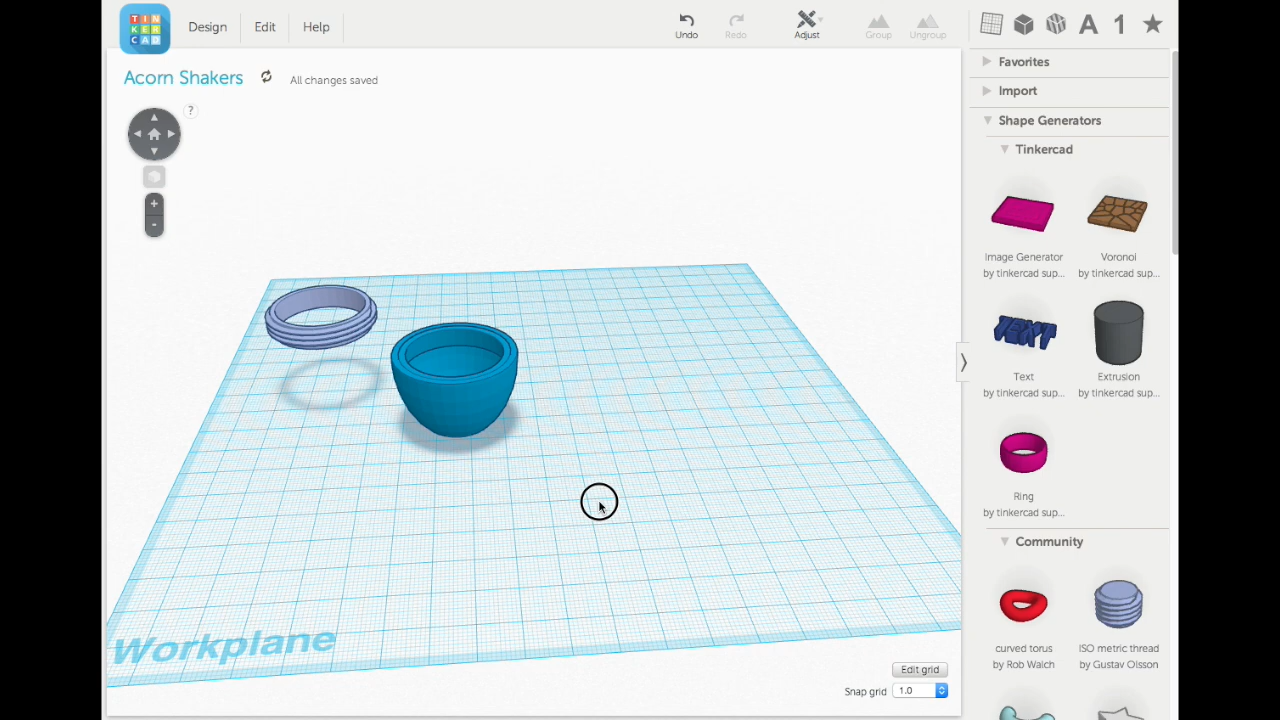 TIN
KER
CAD
Design
Edit
Help
Undo
Redo
Adjust
Group
Ungroup
A
1
Acorn Shakers
All changes saved
?
+
-
Favorites
Import
Shape Generators
Tinkercad
Image Generator
by tinkercad sup...
Voronoi
by tinkercad sup...
TEXT
Text
by tinkercad sup...
Extrusion
by tinkercad sup...
Ring
by tinkercad sup...
Community
curved torus
by Rob Walch
ISO metric thread
by Gustav Olsson
Workplane
Edit grid
Snap grid
1.0